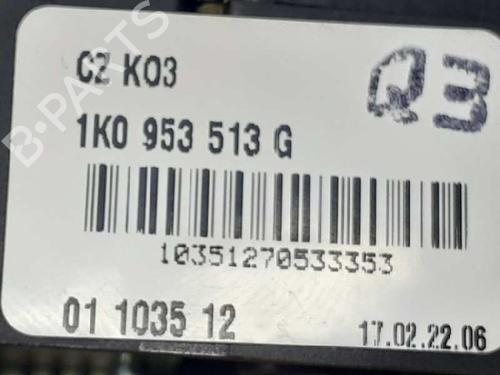 C2 K03
Q3
1K0 953 513 G
10351270533353
01 1035 12
17.02.22.06
B-PARTS